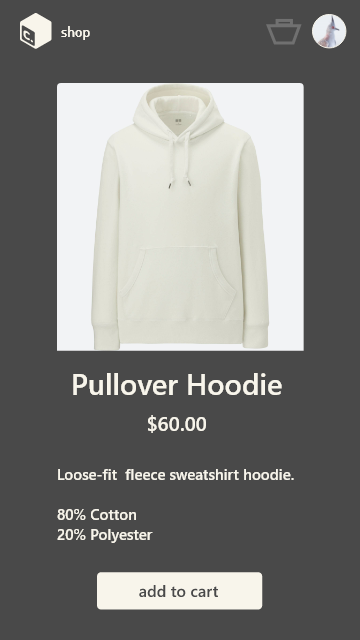 shop
Pullover Hoodie
$60.00
Loose-fit  fleece sweatshirt hoodie.
80% Cotton
20% Polyester
add to cart